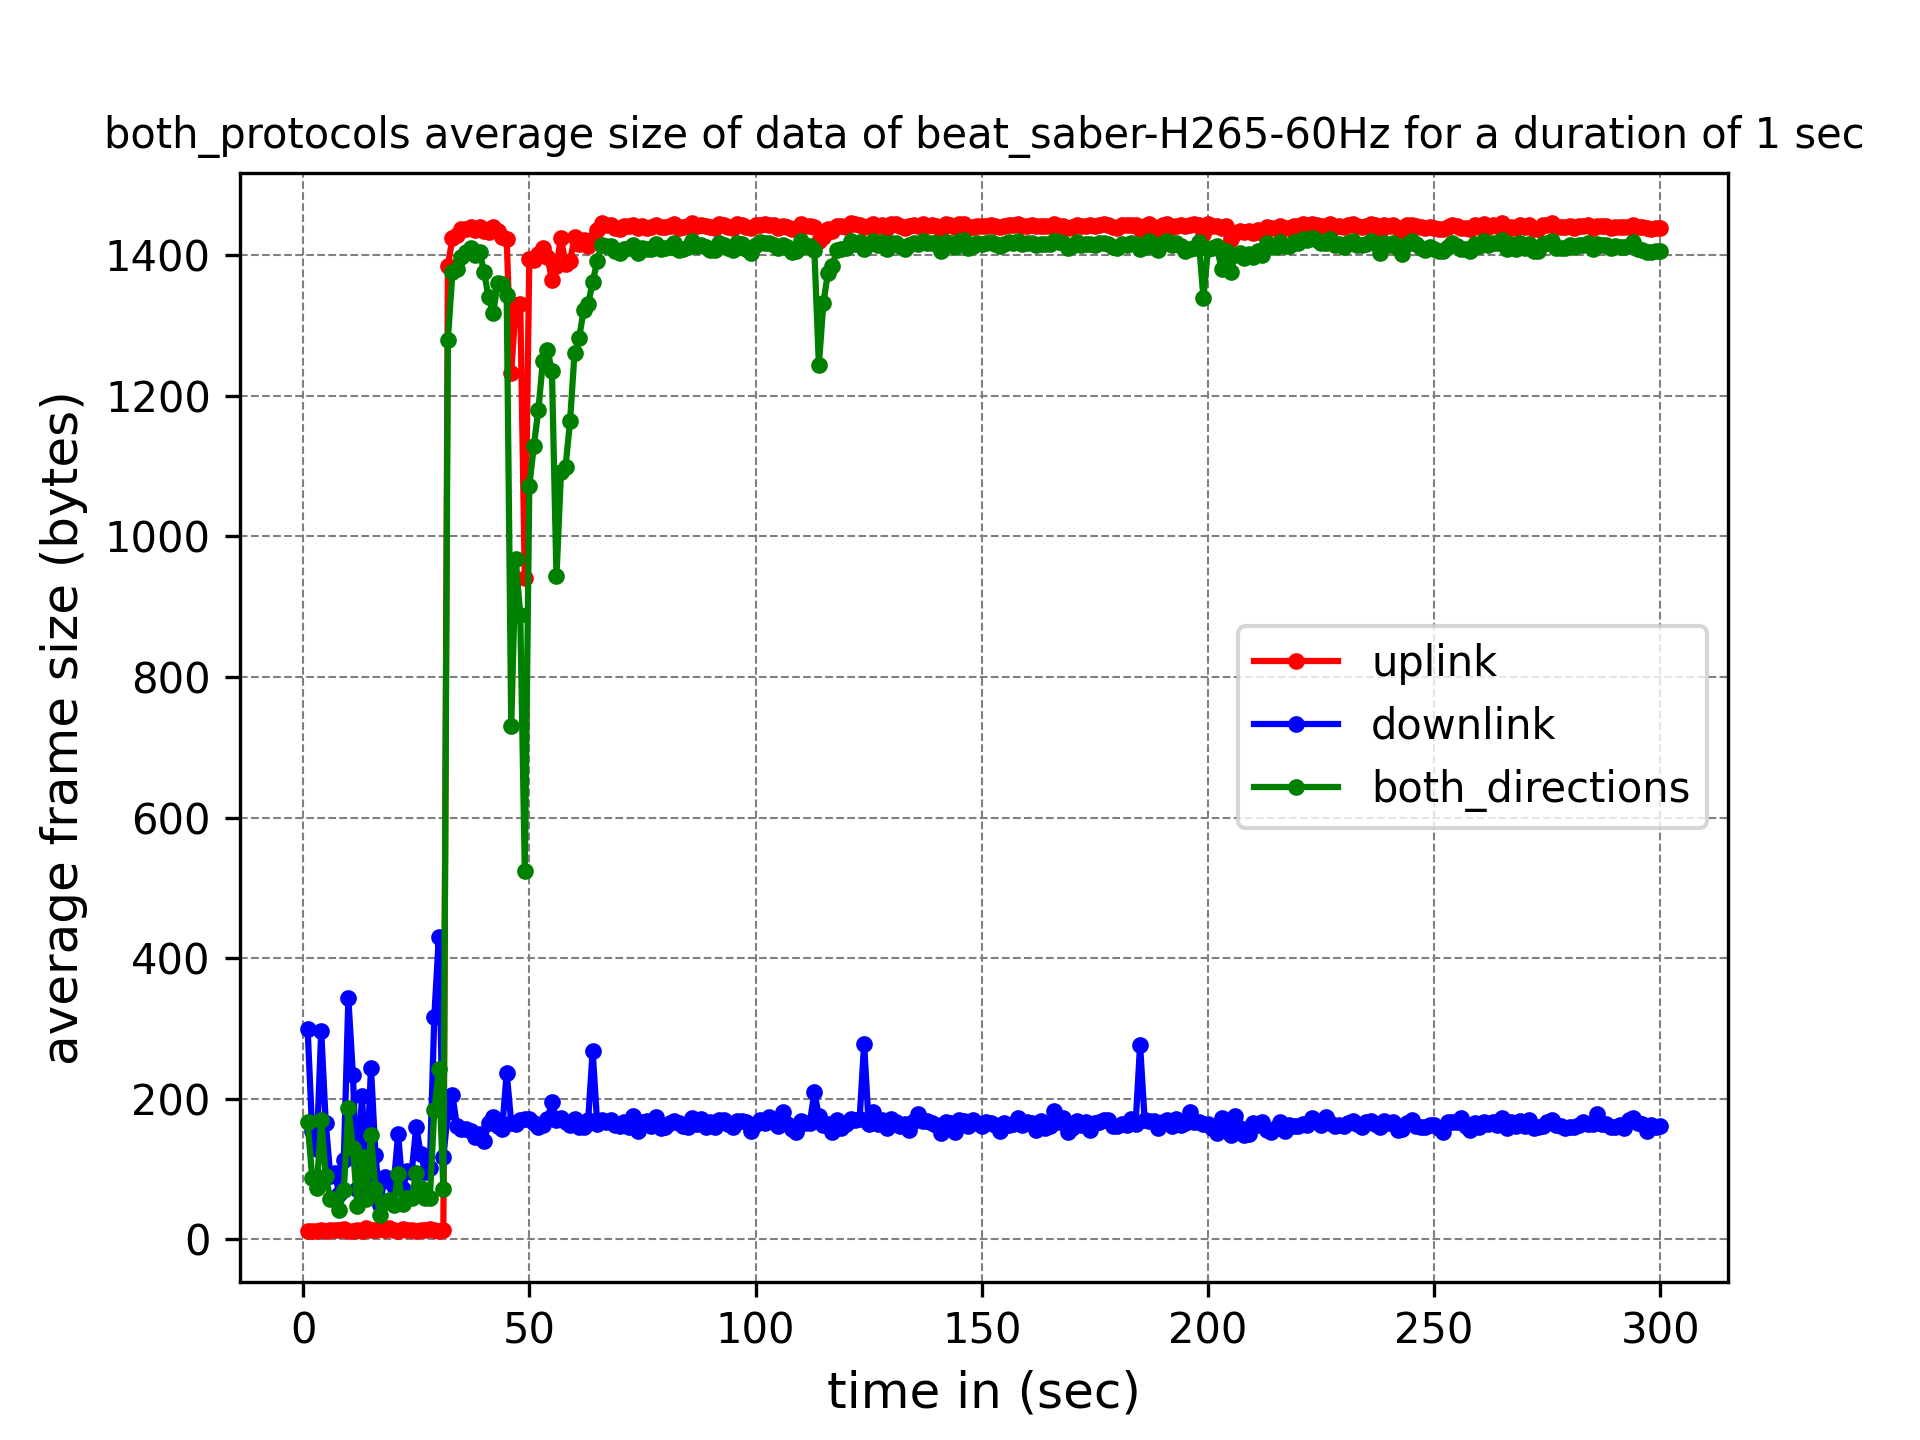 both_protocols average size of data of beat_saber-H265-60Hz for a duration of 1 sec
average frame size (bytes)
1400
1200
1000
800
600
400
200
0
uplink
downlink
both_directions
0 50 100 150 200 250 300
time in (sec)